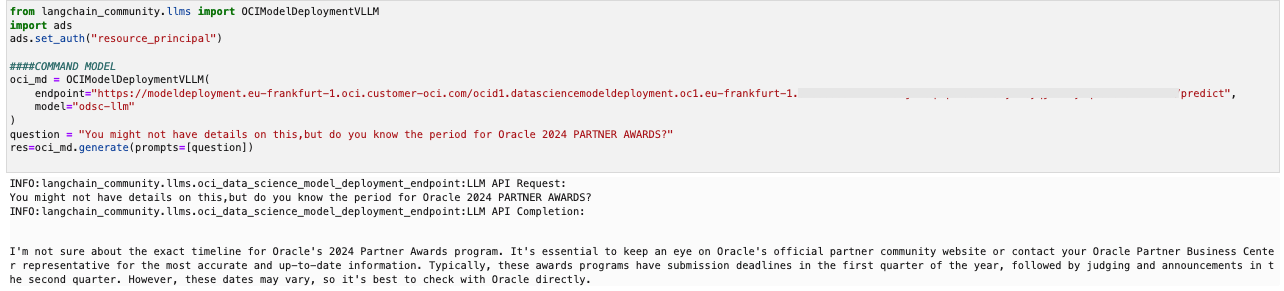 from langchain_community.llms import OCIModelDeploymentVLLM
import ads
ads.set_auth("resource_principal")
####COMMAND MODEL
oci_md = OCIModelDeploymentVLLM(
    endpoint="https://modeldeployment.eu-frankfurt-1.oci.customer-oci.com/ocid1.datasciencemodeldeployment.oc1.eu-frankfurt-1. /predict",
    model="odsc-llm"
)
question = "You might not have details on this,but do you know the period for Oracle 2024 PARTNER AWARDS?"
res=oci_md.generate(prompts=[question])
INFO:langchain_community.llms.oci_data_science_model_deployment_endpoint:LLM API Request:
You might not have details on this,but do you know the period for Oracle 2024 PARTNER AWARDS?
INFO:langchain_community.llms.oci_data_science_model_deployment_endpoint:LLM API Completion:
I'm not sure about the exact timeline for Oracle's 2024 Partner Awards program. It's essential to keep an eye on Oracle's official partner community website or contact your Oracle Partner Business Cente
r representative for the most accurate and up-to-date information. Typically, these awards programs have submission deadlines in the first quarter of the year, followed by judging and announcements in t
he second quarter. However, these dates may vary, so it's best to check with Oracle directly.